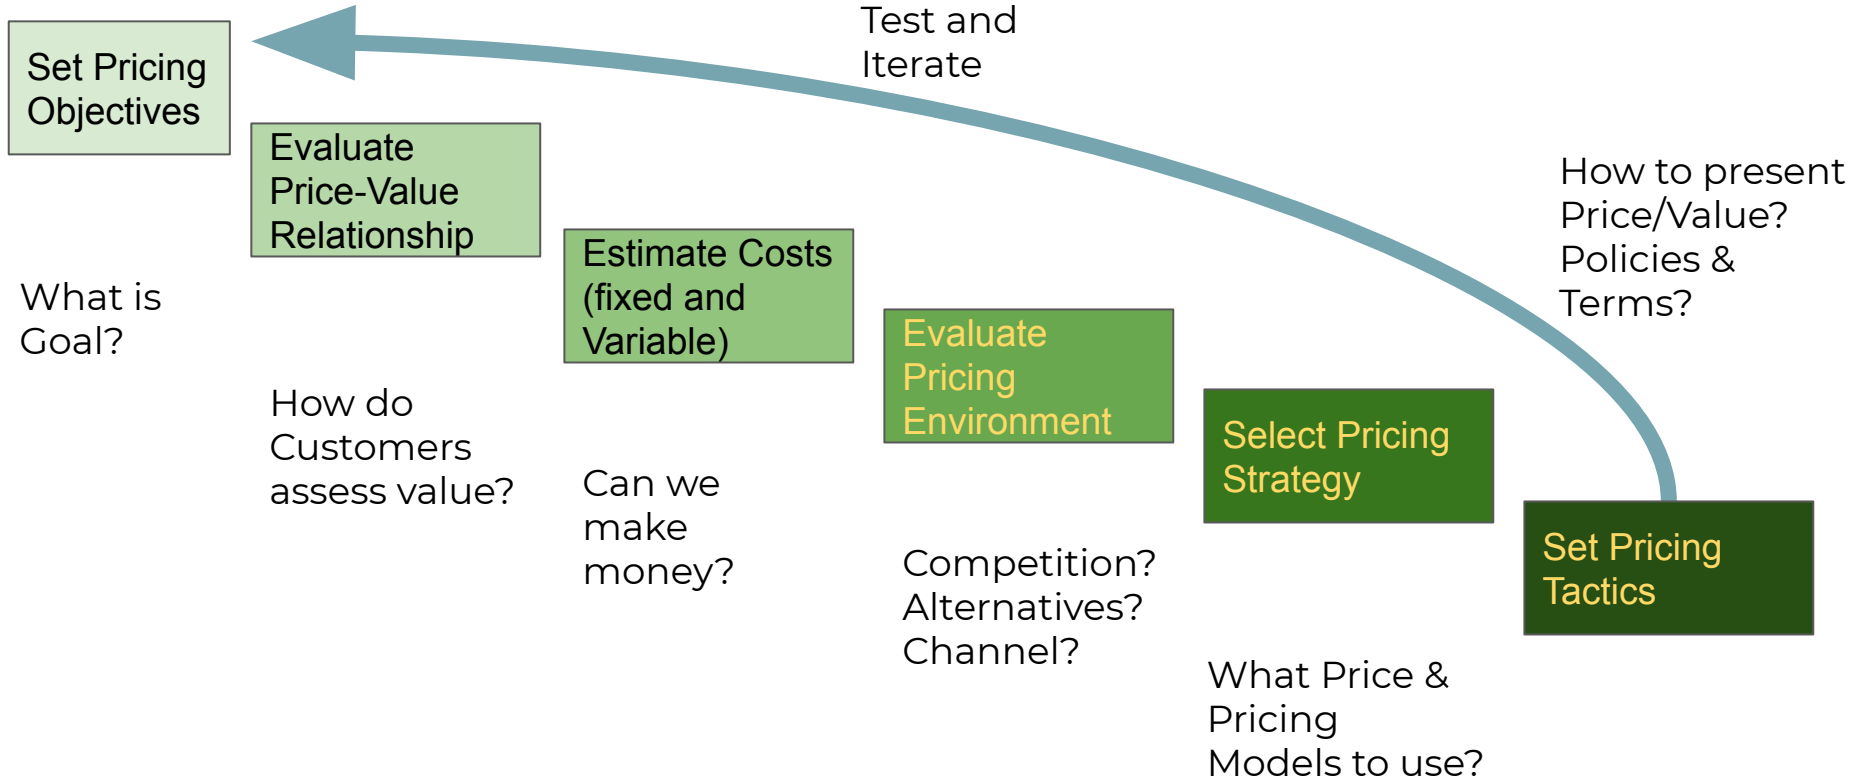 Test and
Iterate
Set Pricing
Objectives
What is
Goal?
Evaluate
Price-Value
Relationship
How do
Customers
assess value?
Estimate Costs
(fixed and
Variable)
Can we
make
money?
Evaluate
Pricing
Environment
Competition?
Alternatives?
Channel?
Select Pricing
Strategy
What Price &
Pricing
Models to use?
How to present
Price/Value?
Policies &
Terms?
Set Pricing
Tactics